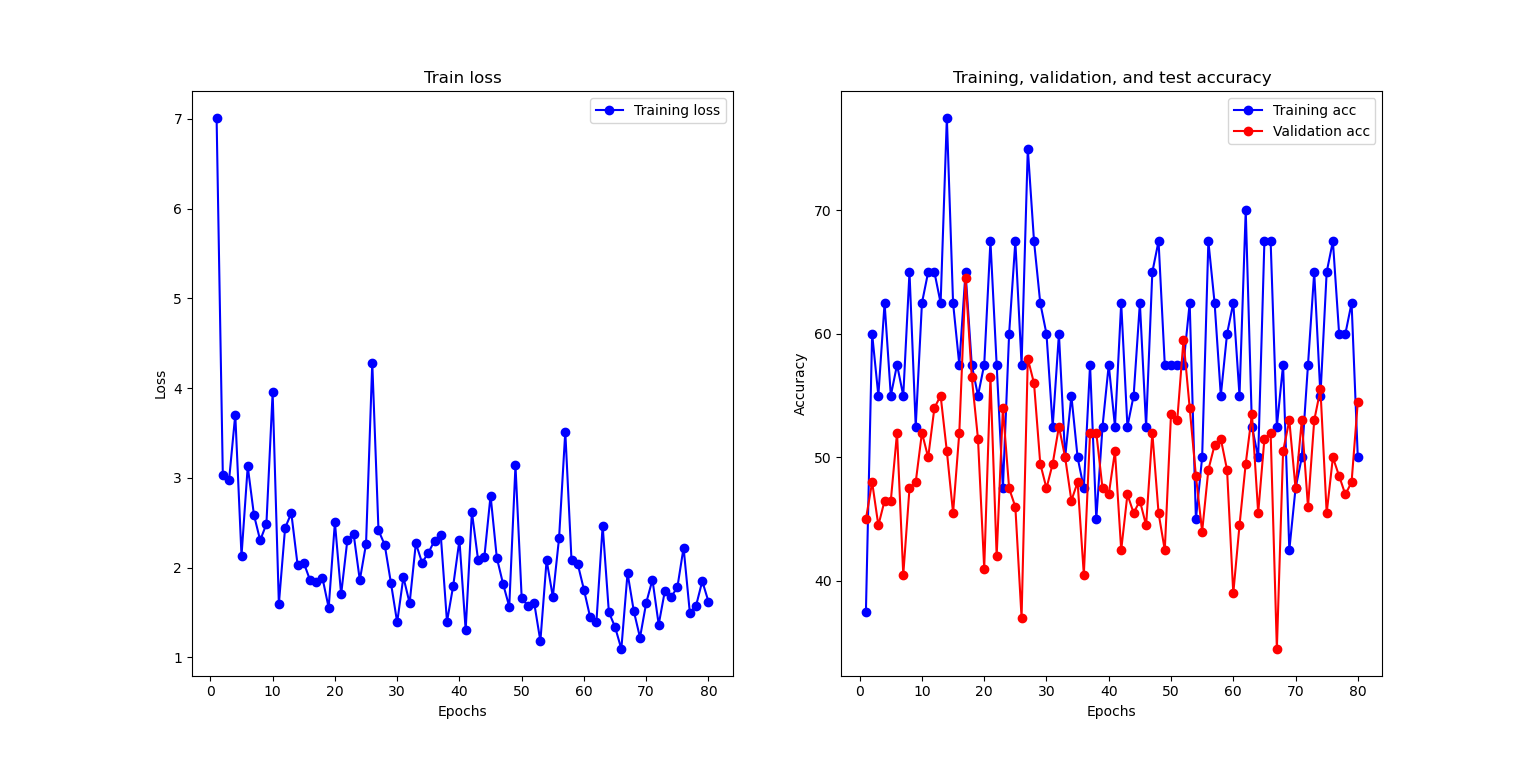 Train loss
Training loss
7
6
5
4
3
2
1
Loss
0 10 20 30 40 50 60 70 80
Epochs
Training, validation, and test accuracy
Training acc
Validation acc
70
60
50
40
Accuracy
0 10 20 30 40 50 60 70 80
Epochs